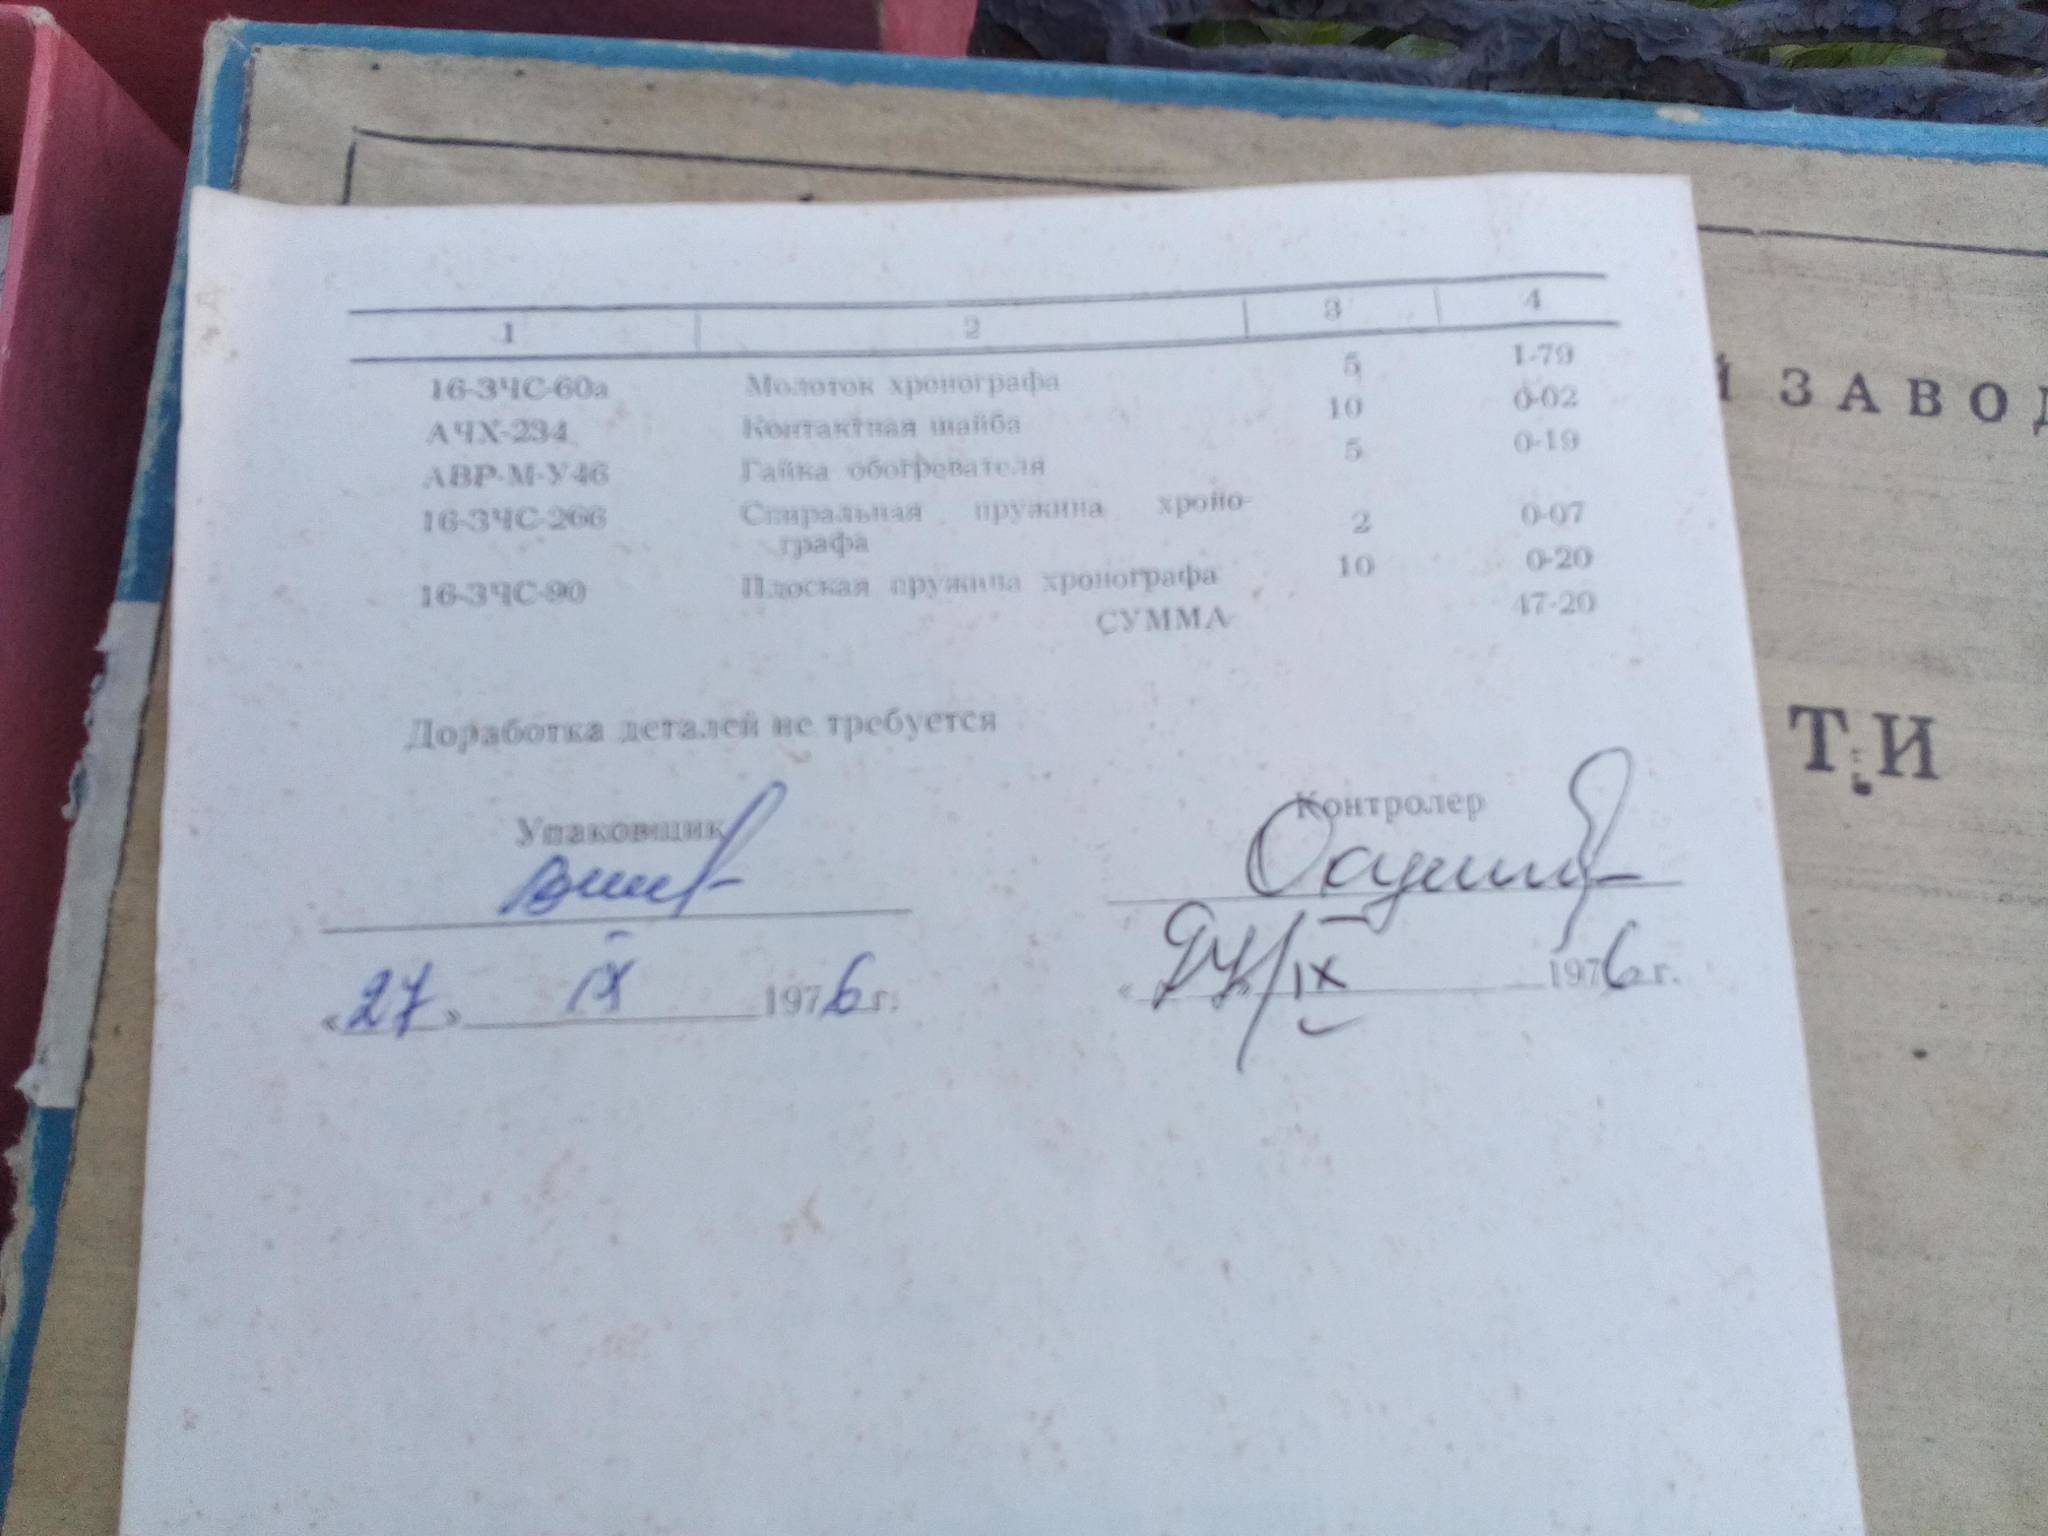 1 2 3 4
16-ЗЧС-60а Молоток хронографа 5 1-79
АЧХ-234 Контактная шайба 10 0-02
АВР-М-У46 Гайка обогревателя 5 0-19
16-ЗЧС-266 Спиральная пружина хроно-
графа 2 0-07
16-ЗЧС-90 Плоская пружина хронографа 10 0-20
СУММА 47-20
Доработка деталей не требуется
Упаковщик Контролер
«27» IX 1976 г. « 27/IX 1976 г.
Й ЗАВОД
ТИ